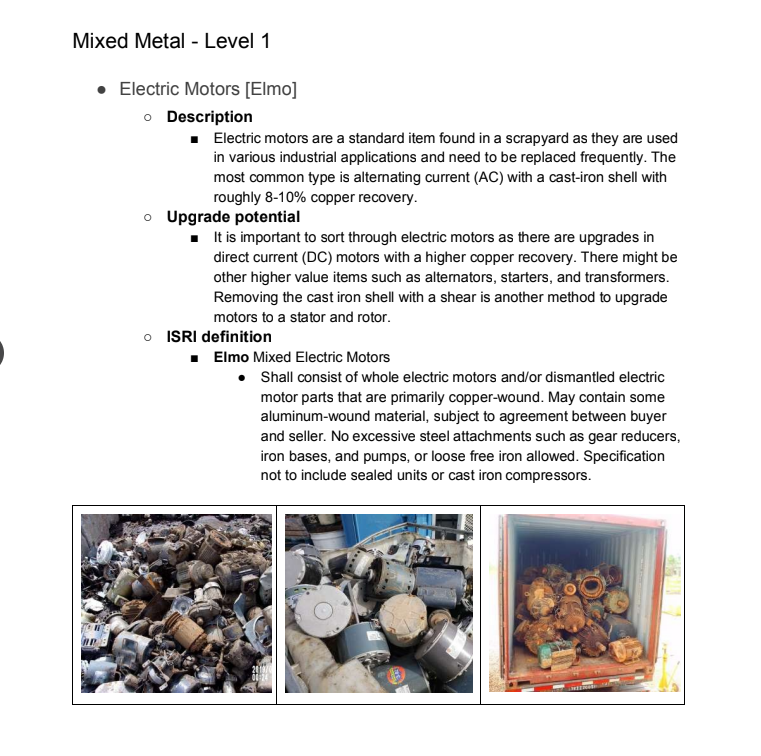 Mixed Metal - Level 1
● Electric Motors [Elmo]
○ Description
■ Electric motors are a standard item found in a scrapyard as they are used
in various industrial applications and need to be replaced frequently. The
most common type is alternating current (AC) with a cast-iron shell with
roughly 8-10% copper recovery.
○ Upgrade potential
■ It is important to sort through electric motors as there are upgrades in
direct current (DC) motors with a higher copper recovery. There might be
other higher value items such as alternators, starters, and transformers.
Removing the cast iron shell with a shear is another method to upgrade
motors to a stator and rotor.
○ ISRI definition
■ Elmo Mixed Electric Motors
● Shall consist of whole electric motors and/or dismantled electric
motor parts that are primarily copper-wound. May contain some
aluminum-wound material, subject to agreement between buyer
and seller. No excessive steel attachments such as gear reducers,
iron bases, and pumps, or loose free iron allowed. Specification
not to include sealed units or cast iron compressors.